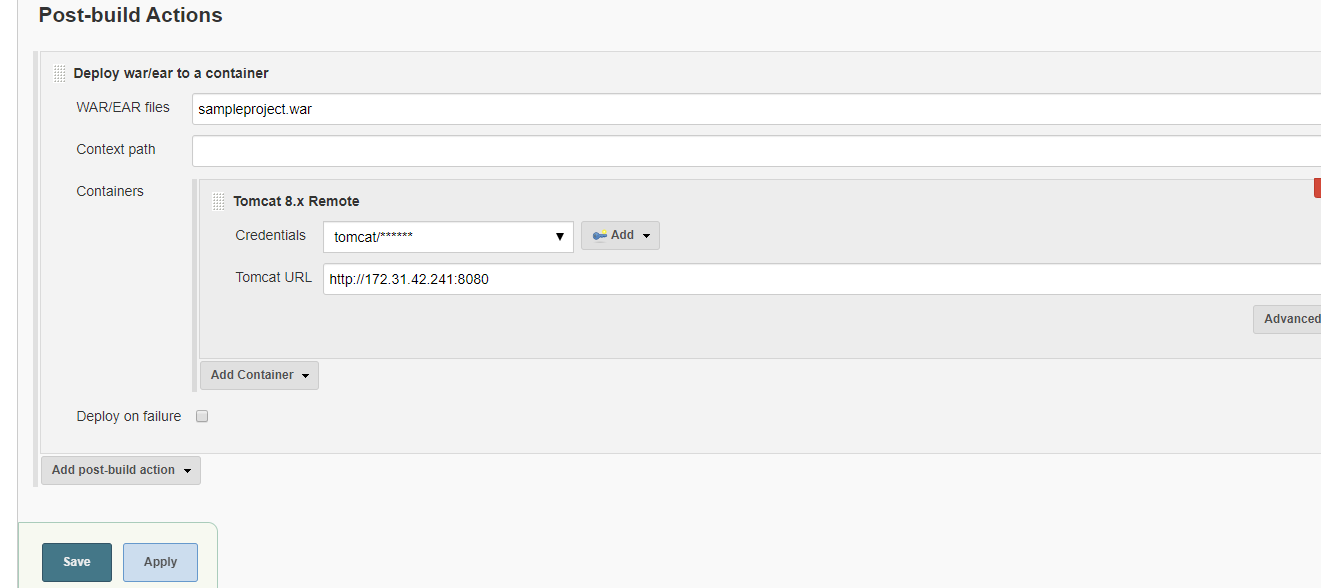 Post-build Actions
Deploy war/ear to a container
WAR/EAR files sampleproject.war
Context path
Containers
Tomcat 8.x Remote
Credentials tomcat/****** Add
Tomcat URL http://172.31.42.241:8080
Advanced
Add Container
Deploy on failure
Add post-build action
Save Apply